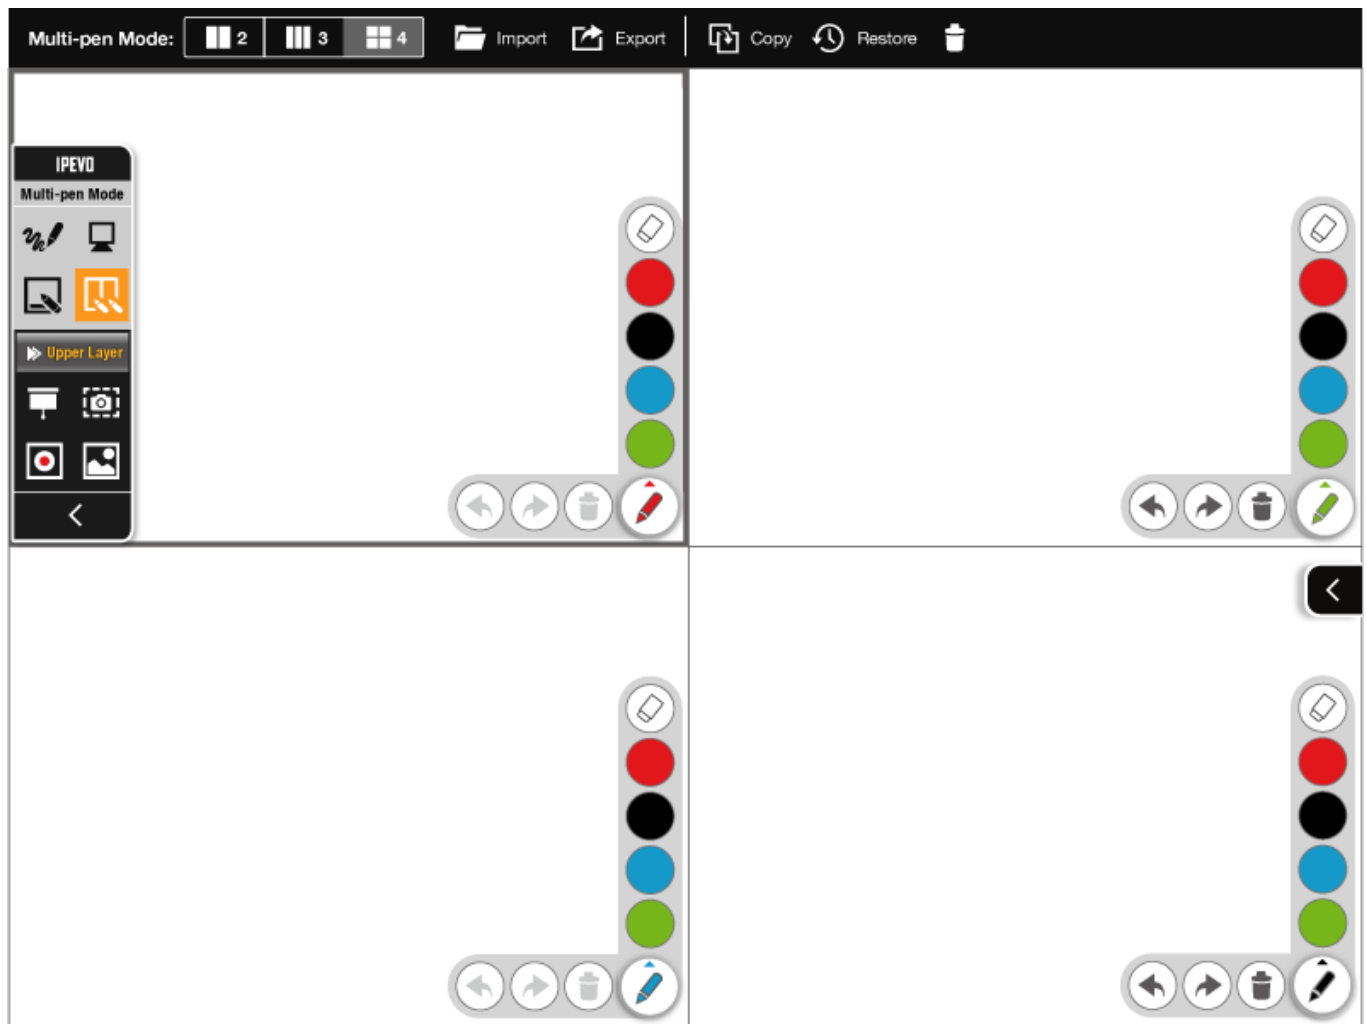 Multi-pen Mode: 2 3 4 Import Export Copy Restore
IPEVO
Multi-pen Mode
Upper Layer